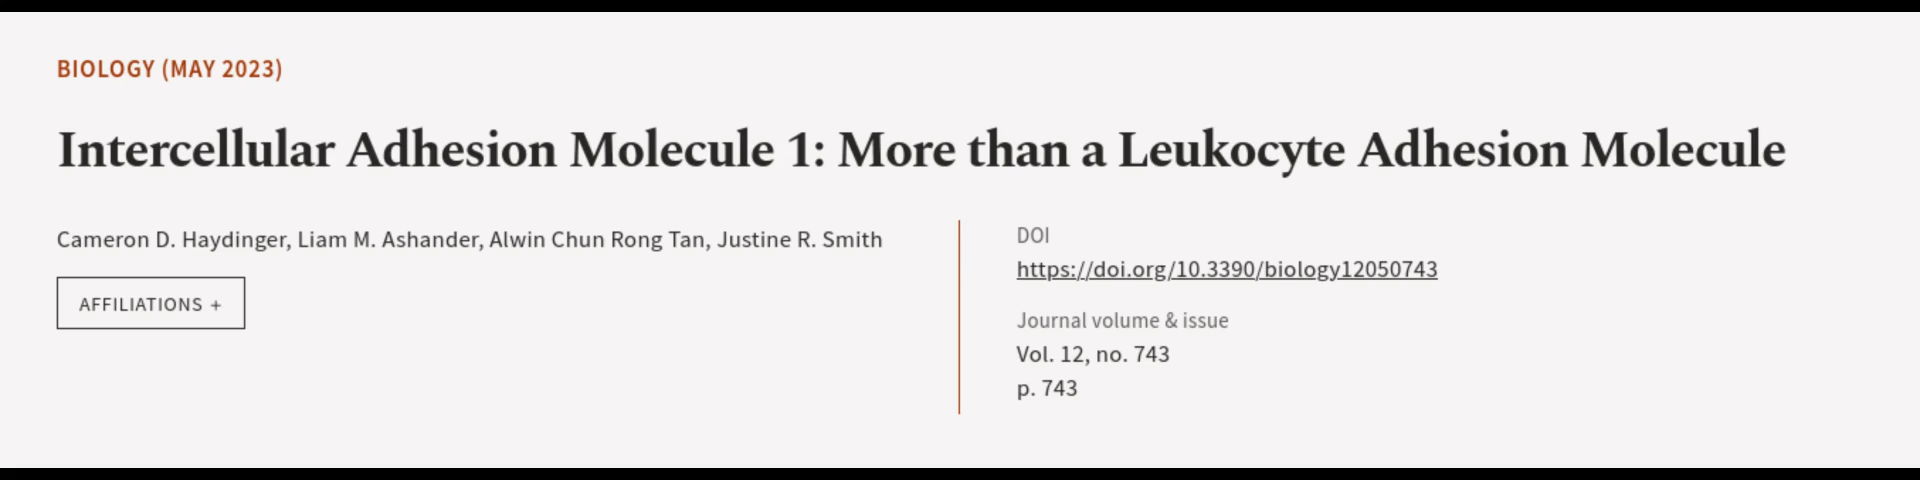 BIOLOGY (MAY 2023)
Intercellular Adhesion Molecule 1: More than a Leukocyte Adhesion Molecule
Cameron D. Haydinger, Liam M. Ashander, Alwin Chun Rong Tan, Justine R. Smith
AFFILIATIONS +
DOI
https://doi.org/10.3390/biology12050743
Journal volume & issue
Vol. 12, no. 743
p. 743